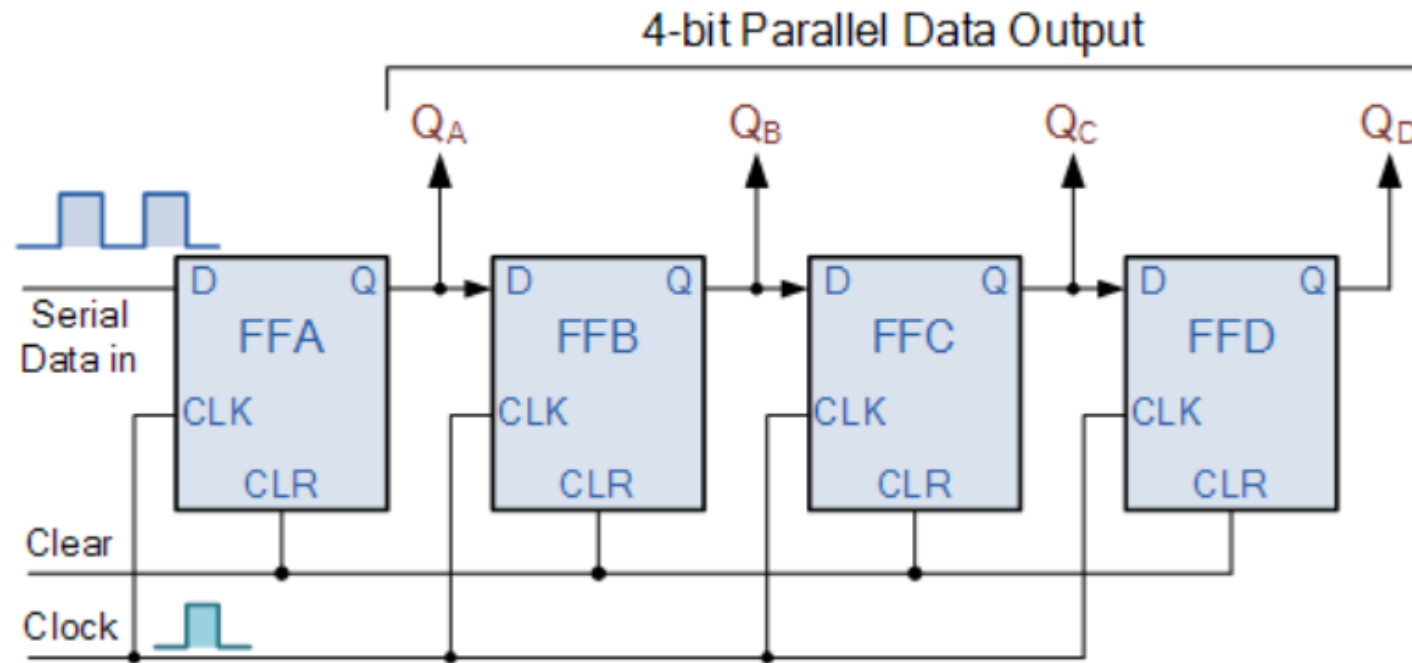 4-bit Parallel Data Output
QA QB QC QD
D Q D Q D Q D Q
Serial
Data in
FFA FFB FFC FFD
CLK CLK CLK CLK
CLR CLR CLR CLR
Clear
Clock